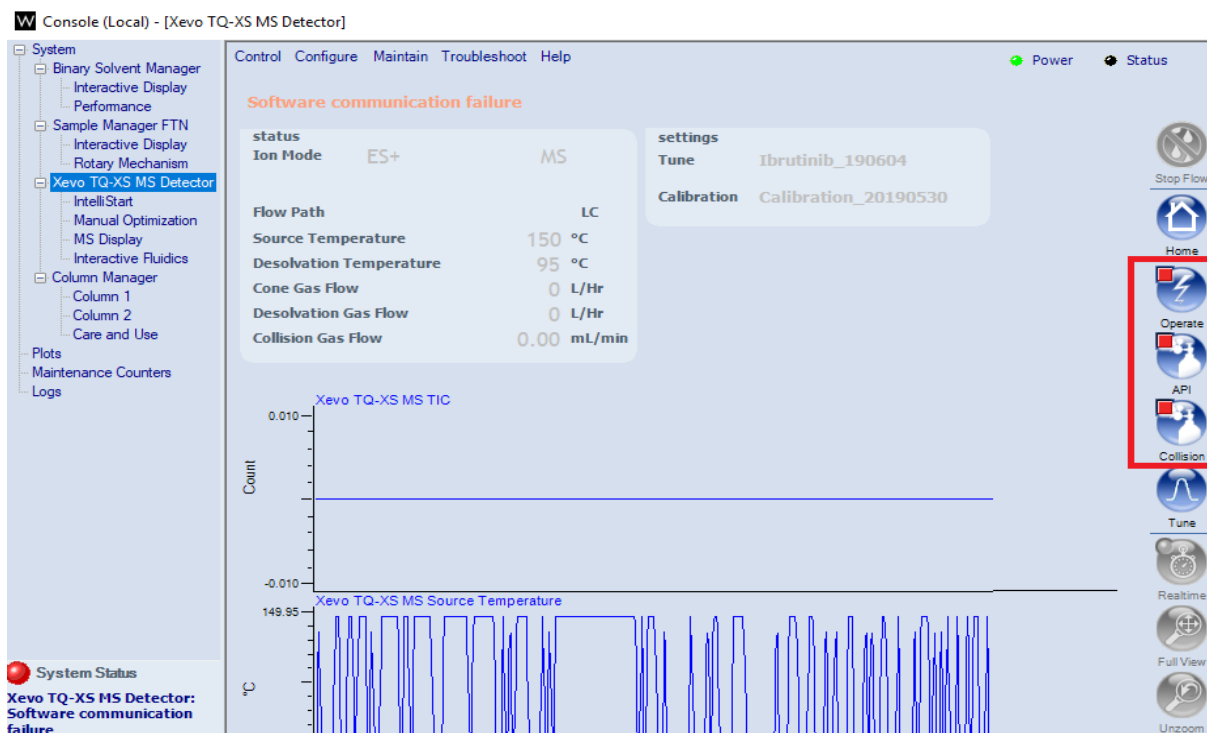 W Console (Local) - [Xevo TQ-XS MS Detector]
System
Binary Solvent Manager
Interactive Display
Performance
Sample Manager FTN
Interactive Display
Rotary Mechanism
Xevo TQ-XS MS Detector
IntelliStart
Manual Optimization
MS Display
Interactive Fluidics
Column Manager
Column 1
Column 2
Care and Use
Plots
Maintenance Counters
Logs
System Status
Xevo TQ-XS MS Detector:
Software communication
failure
Control Configure Maintain Troubleshoot Help
Power Status
Software communication failure
status
Ion Mode ES+ MS
Flow Path LC
Source Temperature 150 °C
Desolvation Temperature 95 °C
Cone Gas Flow 0 L/Hr
Desolvation Gas Flow 0 L/Hr
Collision Gas Flow 0.00 mL/min
settings
Tune Ibrutinib_190604
Calibration Calibration_20190530
Xevo TQ-XS MS TIC
0.010
Count
-0.010
Xevo TQ-XS MS Source Temperature
149.95
°C
Stop Flow
Home
Operate
API
Collision
Tune
Realtime
Full View
Unzoom